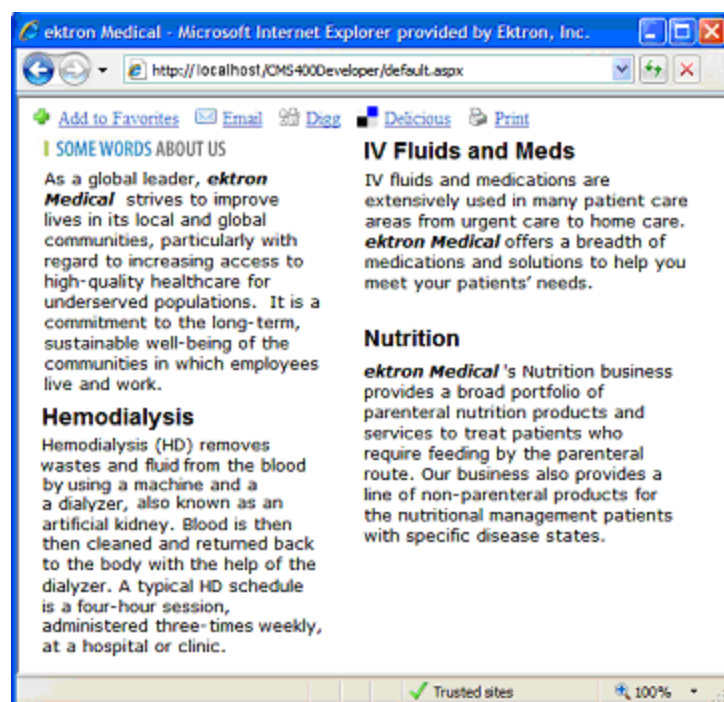 ektron Medical - Microsoft Internet Explorer provided by Ektron, Inc.
http://localhost/CMS400Developer/default.aspx
Add to Favorites Email Digg Delicious Print
SOME WORDS ABOUT US
As a global leader, ektron
Medical strives to improve
lives in its local and global
communities, particularly with
regard to increasing access to
high-quality healthcare for
underserved populations. It is a
commitment to the long-term,
sustainable well-being of the
communities in which employees
live and work.
Hemodialysis
Hemodialysis (HD) removes
wastes and fluid from the blood
by using a machine and a
a dialyzer, also known as an
artificial kidney. Blood is then
then cleaned and returned back
to the body with the help of the
dialyzer. A typical HD schedule
is a four-hour session,
administered three-times weekly,
at a hospital or clinic.
IV Fluids and Meds
IV fluids and medications are
extensively used in many patient care
areas from urgent care to home care.
ektron Medical offers a breadth of
medications and solutions to help you
meet your patients' needs.
Nutrition
ektron Medical 's Nutrition business
provides a broad portfolio of
parenteral nutrition products and
services to treat patients who
require feeding by the parenteral
route. Our business also provides a
line of non-parenteral products for
the nutritional management patients
with specific disease states.
Trusted sites 100%